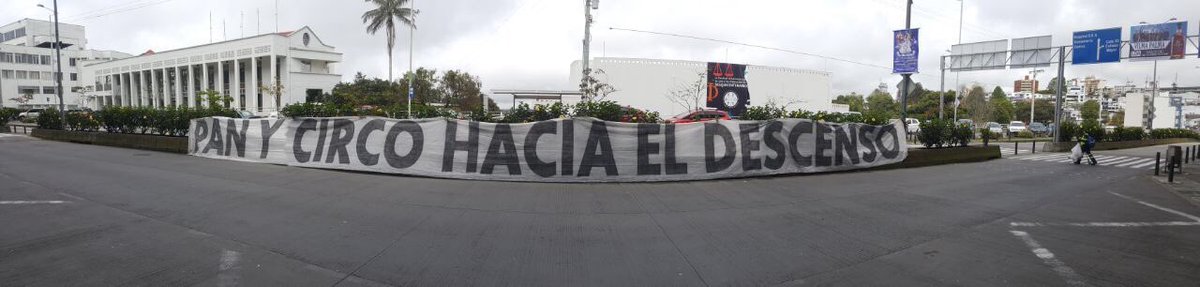 PAN Y CIRCO HACIA EL DESCENSO